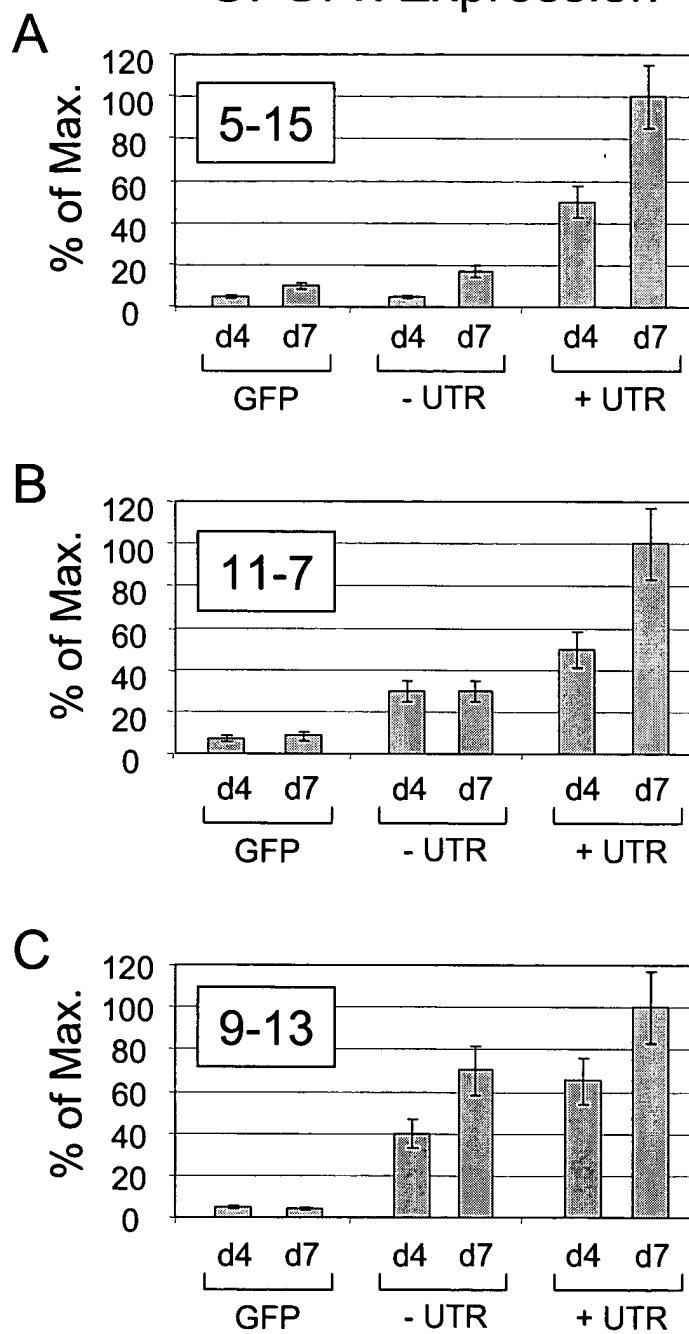 Expression
A
% of Max.
120
100
80
60
40
20
0
5-15
d4 d7 d4 d7 d4 d7
GFP - UTR + UTR
B
% of Max.
120
100
80
60
40
20
0
11-7
d4 d7 d4 d7 d4 d7
GFP - UTR + UTR
C
% of Max.
120
100
80
60
40
20
0
9-13
d4 d7 d4 d7 d4 d7
GFP - UTR + UTR